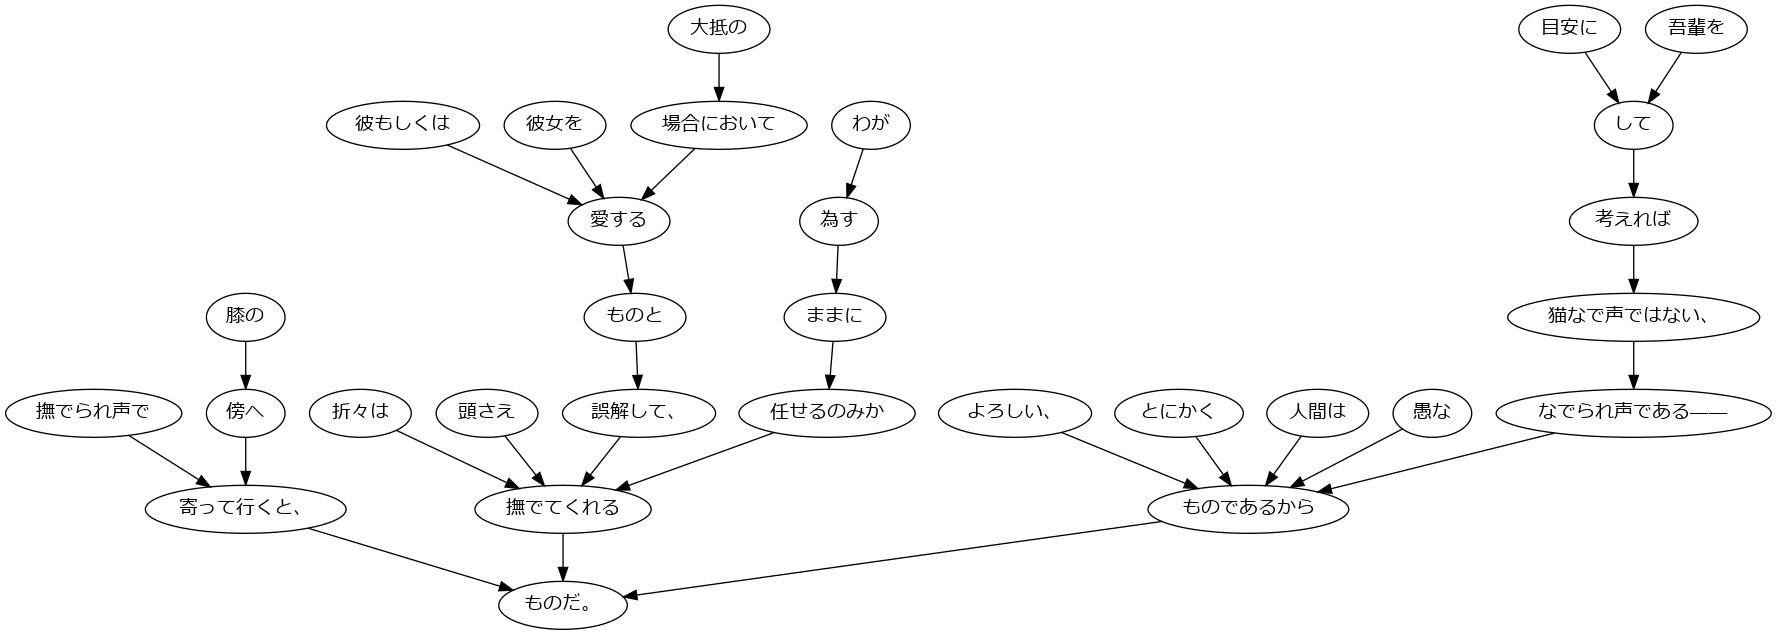 大抵の
目安に
吾輩を
彼もしくは
彼女を
場合において
わが
して
愛する
為す
考えれば
膝の
ものと
ままに
猫なで声ではない、
撫でられ声で
傍へ
折々は
頭さえ
誤解して、
任せるのみか
よろしい、
とにかく
人間は
愚な
なでられ声である――
寄って行くと、
撫でてくれる
ものであるから
ものだ。